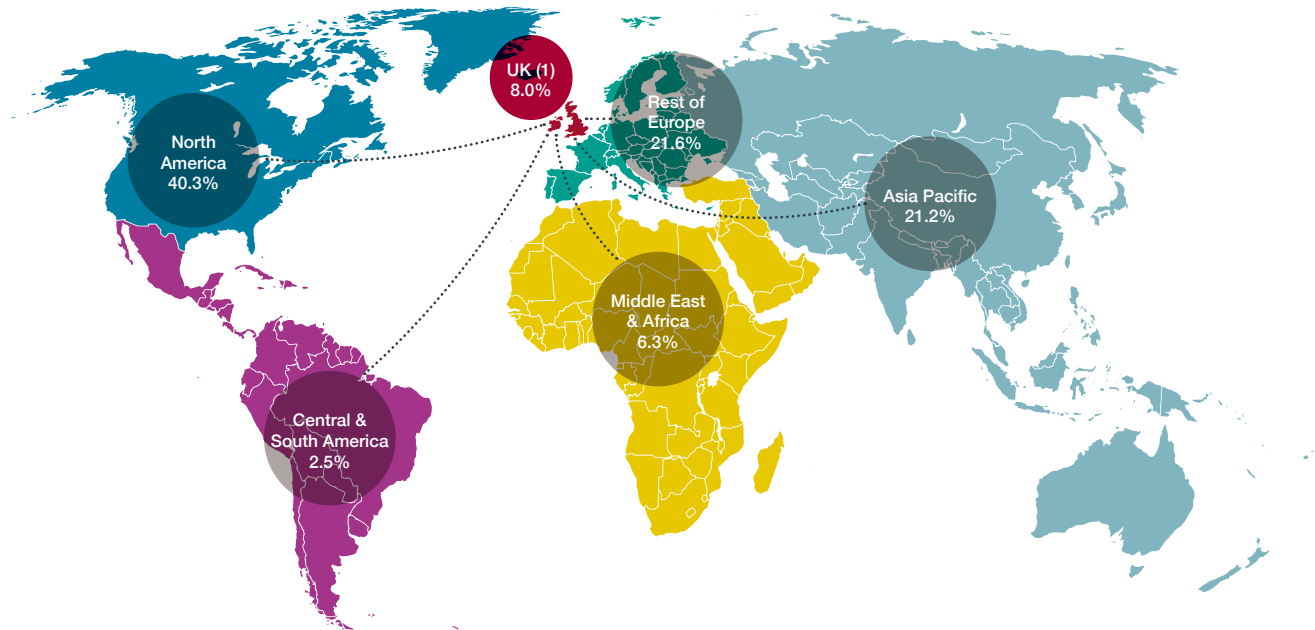 UK (1)
8.0%
North
America
40.3%
Rest of
Europe
21.6%
Asia Pacific
21.2%
Middle East
& Africa
6.3%
Central &
South America
2.5%